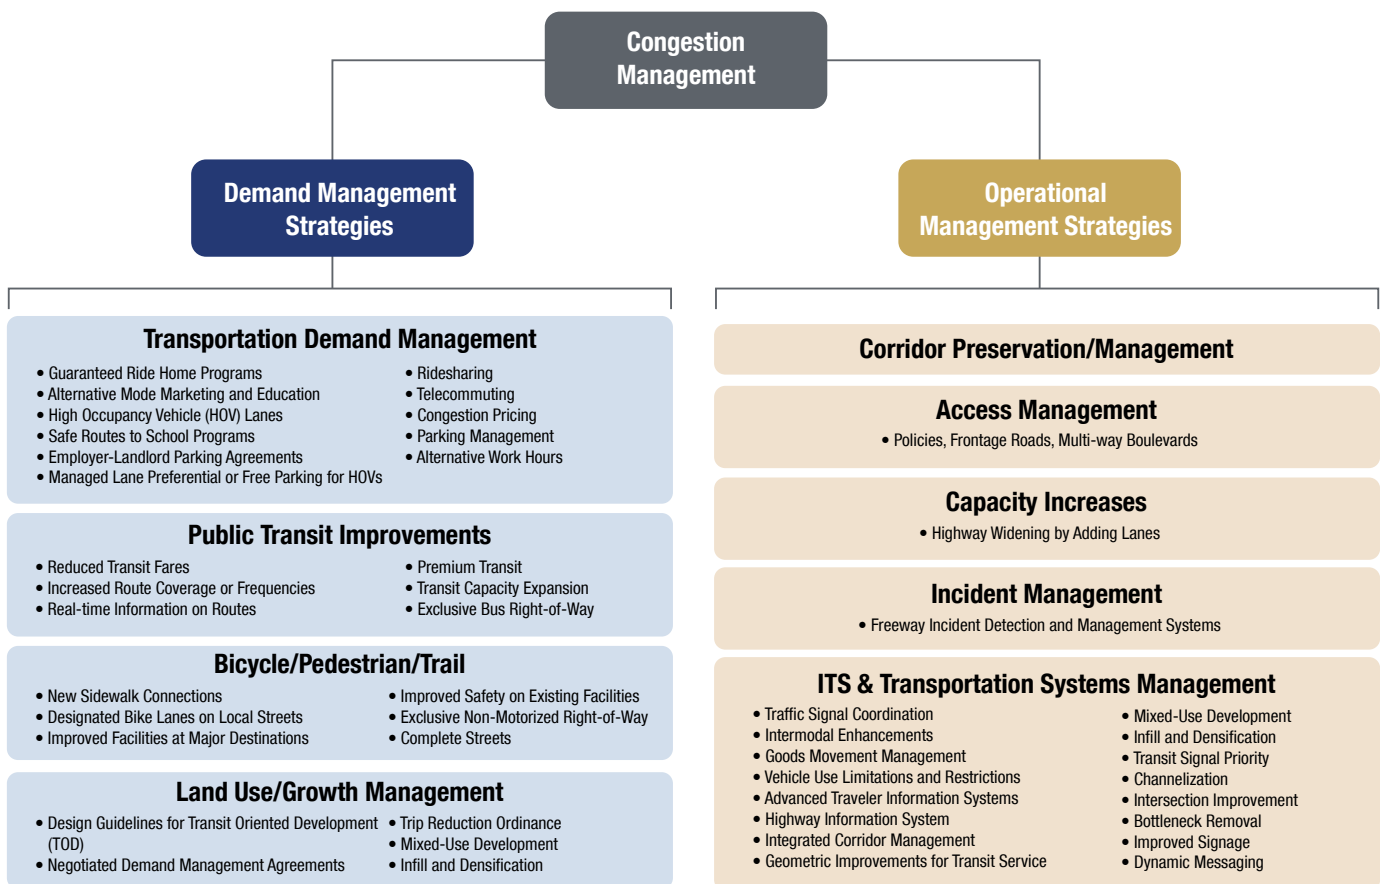 Congestion
Management
Demand Management
Strategies
Operational
Management Strategies
Transportation Demand Management
• Guaranteed Ride Home Programs
• Alternative Mode Marketing and Education
• High Occupancy Vehicle (HOV) Lanes
• Safe Routes to School Programs
• Employer-Landlord Parking Agreements
• Managed Lane Preferential or Free Parking for HOVs
• Ridesharing
• Telecommuting
• Congestion Pricing
• Parking Management
• Alternative Work Hours
Public Transit Improvements
• Reduced Transit Fares
• Increased Route Coverage or Frequencies
• Real-time Information on Routes
• Premium Transit
• Transit Capacity Expansion
• Exclusive Bus Right-of-Way
Bicycle/Pedestrian/Trail
• New Sidewalk Connections
• Designated Bike Lanes on Local Streets
• Improved Facilities at Major Destinations
• Improved Safety on Existing Facilities
• Exclusive Non-Motorized Right-of-Way
• Complete Streets
Land Use/Growth Management
• Design Guidelines for Transit Oriented Development
(TOD)
• Negotiated Demand Management Agreements
• Trip Reduction Ordinance
• Mixed-Use Development
• Infill and Densification
Corridor Preservation/Management
Access Management
• Policies, Frontage Roads, Multi-way Boulevards
Capacity Increases
• Highway Widening by Adding Lanes
Incident Management
• Freeway Incident Detection and Management Systems
ITS & Transportation Systems Management
• Traffic Signal Coordination
• Intermodal Enhancements
• Goods Movement Management
• Vehicle Use Limitations and Restrictions
• Advanced Traveler Information Systems
• Highway Information System
• Integrated Corridor Management
• Geometric Improvements for Transit Service
• Mixed-Use Development
• Infill and Densification
• Transit Signal Priority
• Channelization
• Intersection Improvement
• Bottleneck Removal
• Improved Signage
• Dynamic Messaging